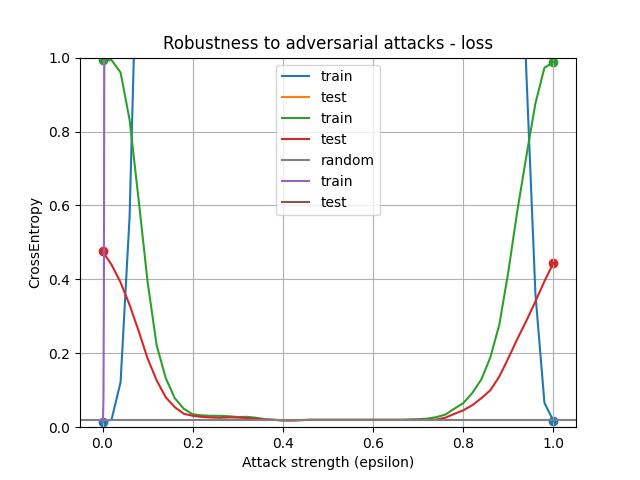 Robustness to adversarial attacks - loss
1.0
0.8
0.6
0.4
0.2
0.0
CrossEntropy
train
test
train
test
random
train
test
0.0 0.2 0.4 0.6 0.8 1.0
Attack strength (epsilon)